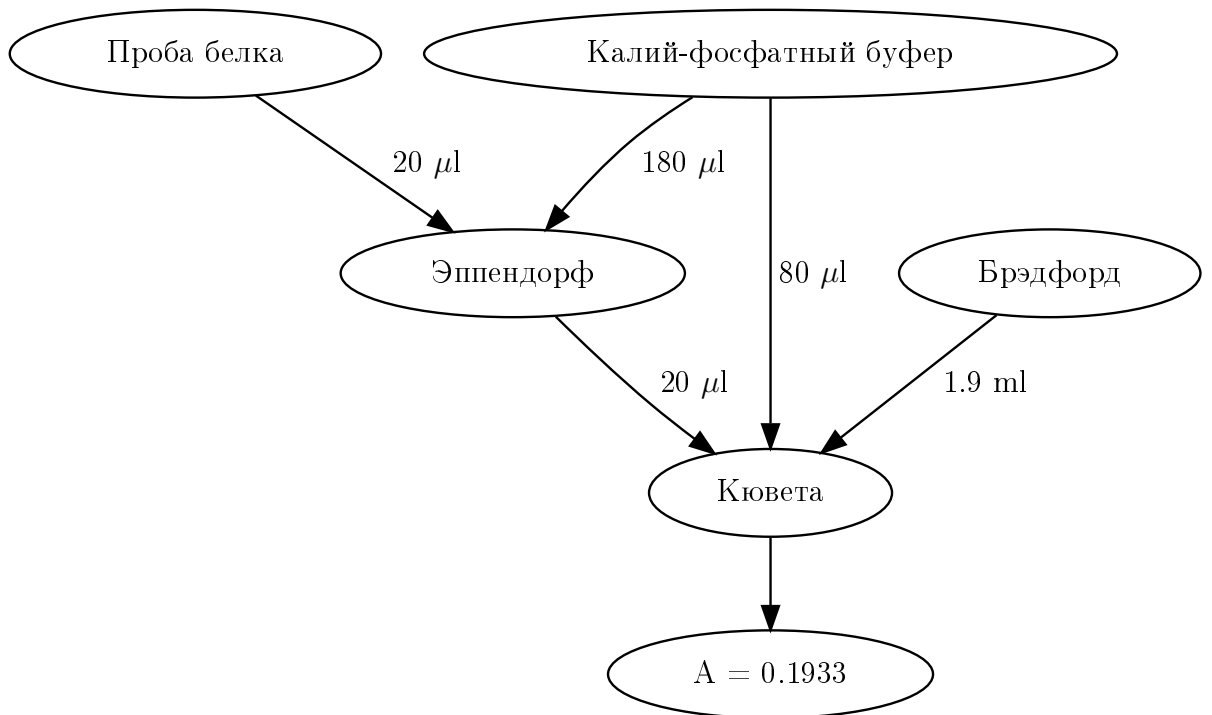 Проба белка
Калий-фосфатный буфер
20 μl
180 μl
Эппендорф
80 μl
Брэдфорд
20 μl
1.9 ml
Кювета
A = 0.1933